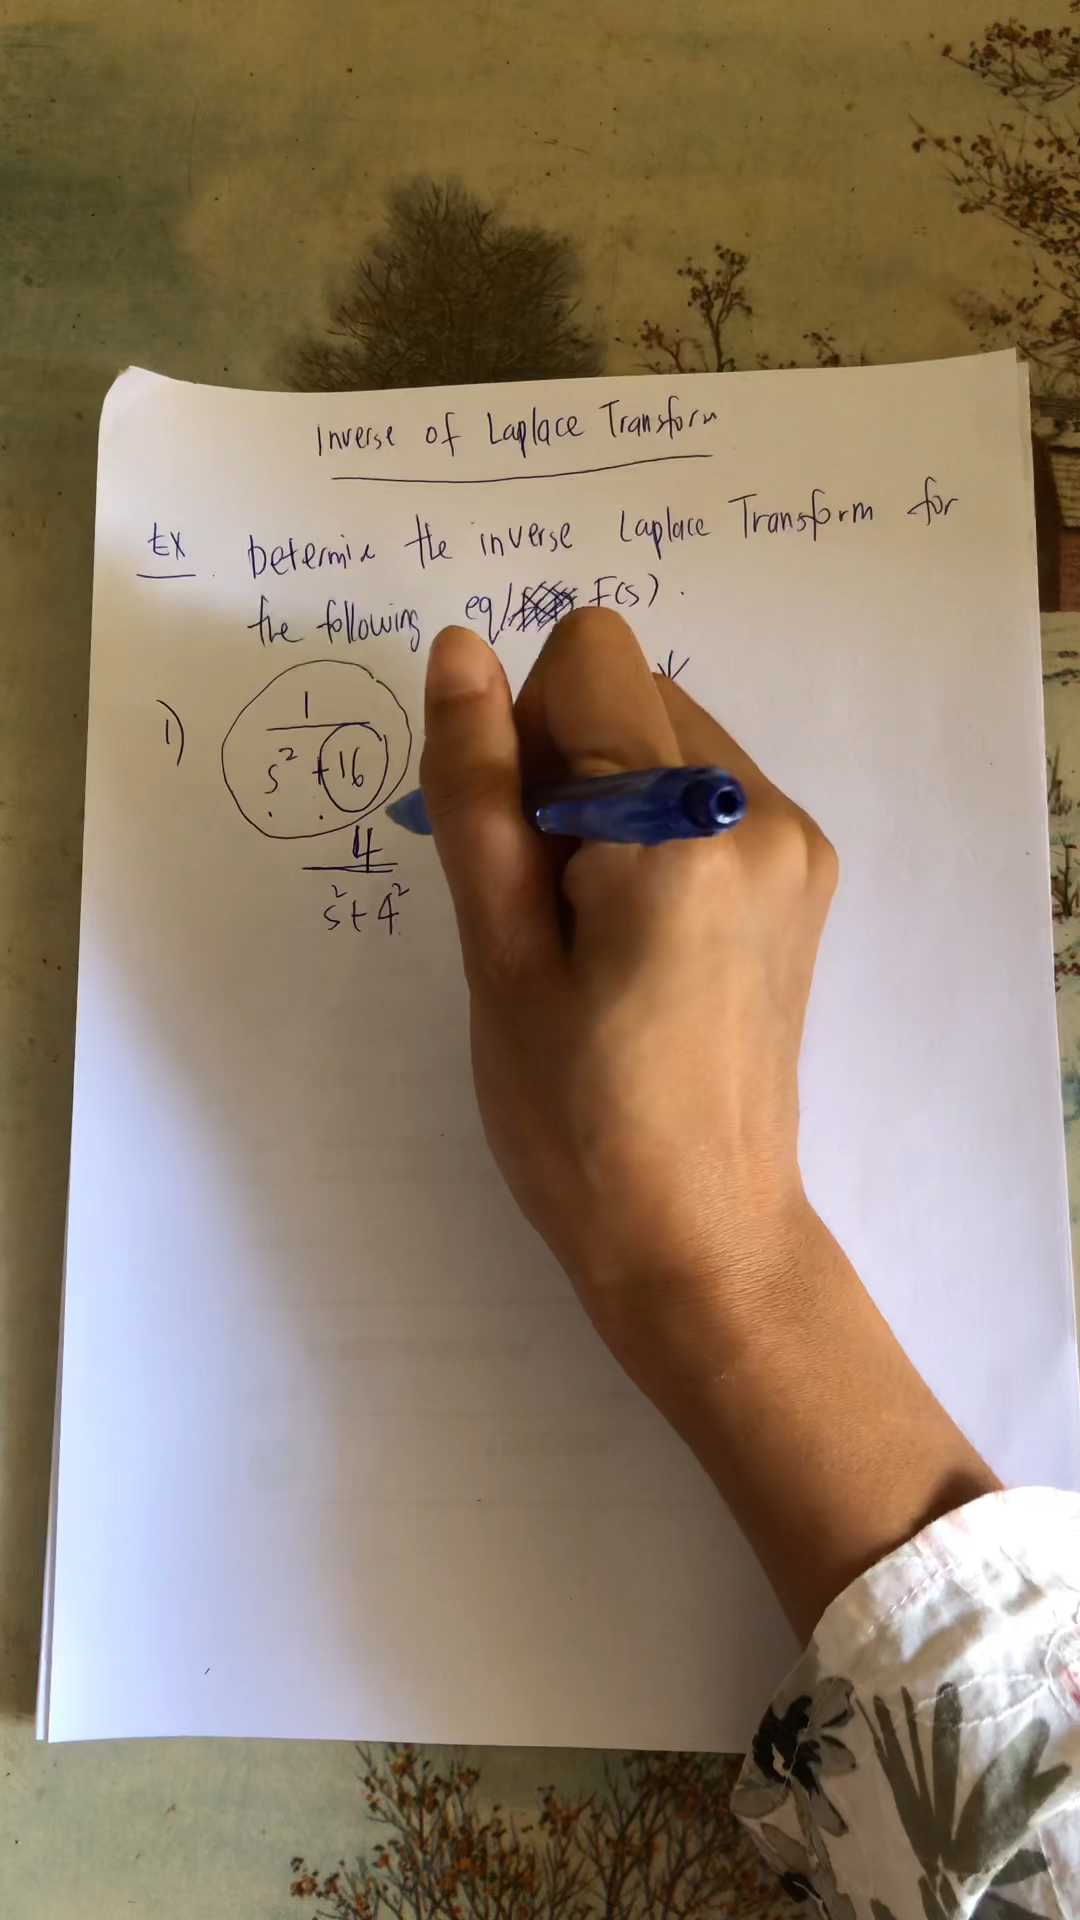 Inverse of Laplace Transform
Ex. Determine the inverse Laplace Transform for
the following eq/ F(s).
1) 1
s² + 16
4
s² + 4²